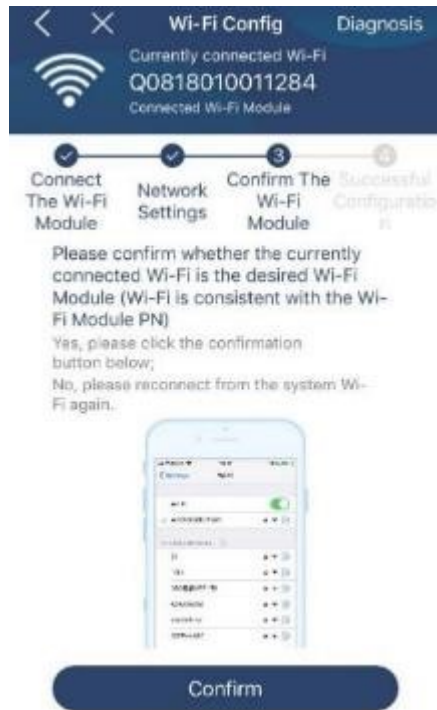 Wi-Fi Config
Diagnosis
Currently connected Wi-Fi
Q0818010011284
Connected Wi-Fi Module
3
4
Connect
The Wi-Fi
Module
Network
Settings
Confirm The
Wi-Fi
Module
Successful
Configuratio
n
Please confirm whether the currently
connected Wi-Fi is the desired Wi-Fi
Module (Wi-Fi is consistent with the Wi-
Fi Module PN)
Yes, please click the confirmation
button below;
No, please reconnect from the system Wi-
Fi again.
Confirm